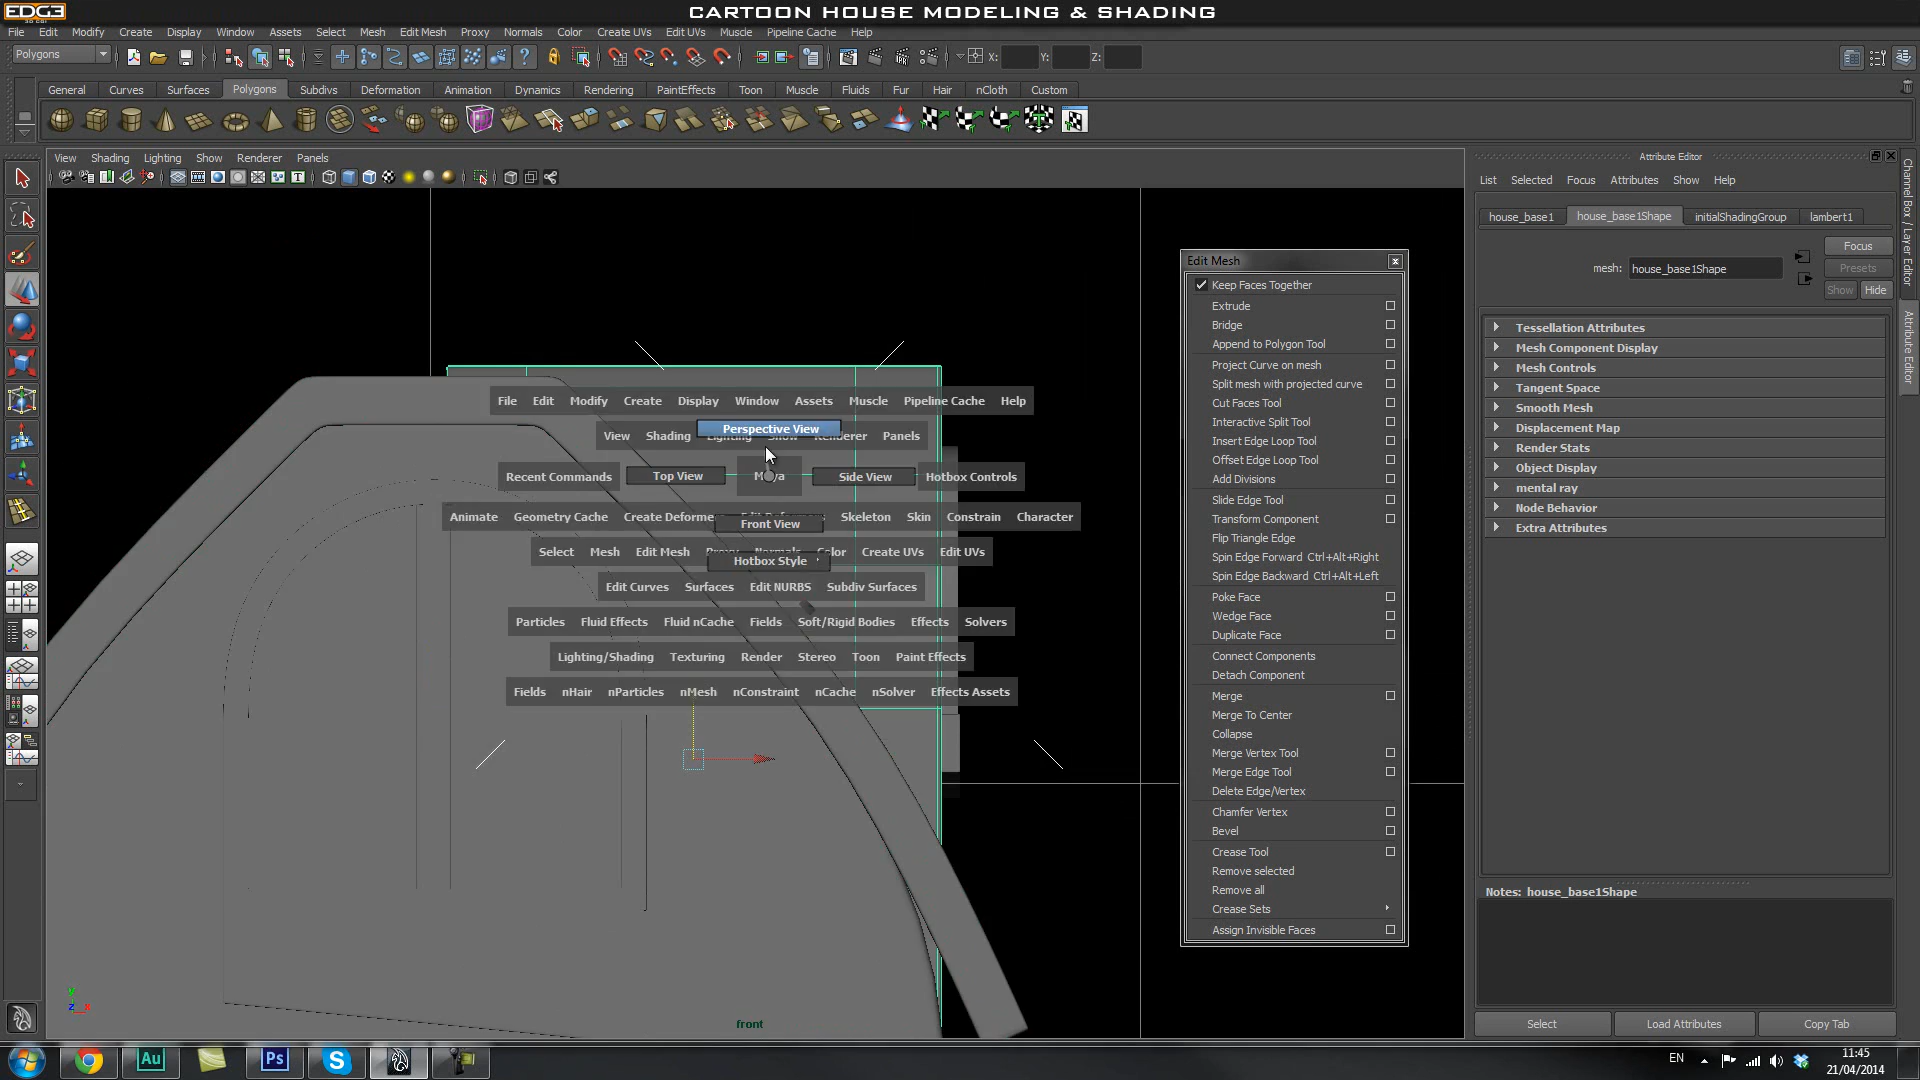 EDG3
CARTOON HOUSE MODELING & SHADING
File Edit Modify Create Display Window Assets Select Mesh Edit Mesh Proxy Normals Color Create UVs Edit UVs Muscle Pipeline Cache Help
Polygons
X: Y: Z:
General Curves Surfaces Polygons Subdivs Deformation Animation Dynamics Rendering PaintEffects Toon Muscle Fluids Fur Hair nCloth Custom
View Shading Lighting Show Renderer Panels
Attribute Editor
List Selected Focus Attributes Show Help
house_base1 house_base1Shape initialShadingGroup lambert1
Focus
mesh: house_base1Shape
Presets
Show Hide
Tessellation Attributes
Mesh Component Display
Mesh Controls
Tangent Space
Smooth Mesh
Displacement Map
Render Stats
Object Display
mental ray
Node Behavior
Extra Attributes
Notes: house_base1Shape
Select Load Attributes Copy Tab
Channel Box / Layer Editor
Attribute Editor
Edit Mesh
Keep Faces Together
Extrude
Bridge
Append to Polygon Tool
Project Curve on mesh
Split mesh with projected curve
Cut Faces Tool
Interactive Split Tool
Insert Edge Loop Tool
Offset Edge Loop Tool
Add Divisions
Slide Edge Tool
Transform Component
Flip Triangle Edge
Spin Edge Forward Ctrl+Alt+Right
Spin Edge Backward Ctrl+Alt+Left
Poke Face
Wedge Face
Duplicate Face
Connect Components
Detach Component
Merge
Merge To Center
Collapse
Merge Vertex Tool
Merge Edge Tool
Delete Edge/Vertex
Chamfer Vertex
Bevel
Crease Tool
Remove selected
Remove all
Crease Sets
Assign Invisible Faces
File Edit Modify Create Display Window Assets Muscle Pipeline Cache Help
Perspective View
View Shading Lighting Show Renderer Panels
Recent Commands Top View Side View Hotbox Controls
Animate Geometry Cache Create Deforme Skeleton Skin Constrain Character
Front View
Select Mesh Edit Mesh Proxy Normals Color Create UVs Edit UVs
Hotbox Style
Edit Curves Surfaces Edit NURBS Subdiv Surfaces
Particles Fluid Effects Fluid nCache Fields Soft/Rigid Bodies Effects Solvers
Lighting/Shading Texturing Render Stereo Toon Paint Effects
Fields nHair nParticles nMesh nConstraint nCache nSolver Effects Assets
y
z x
front
Au Ps S
EN
11:45
21/04/2014